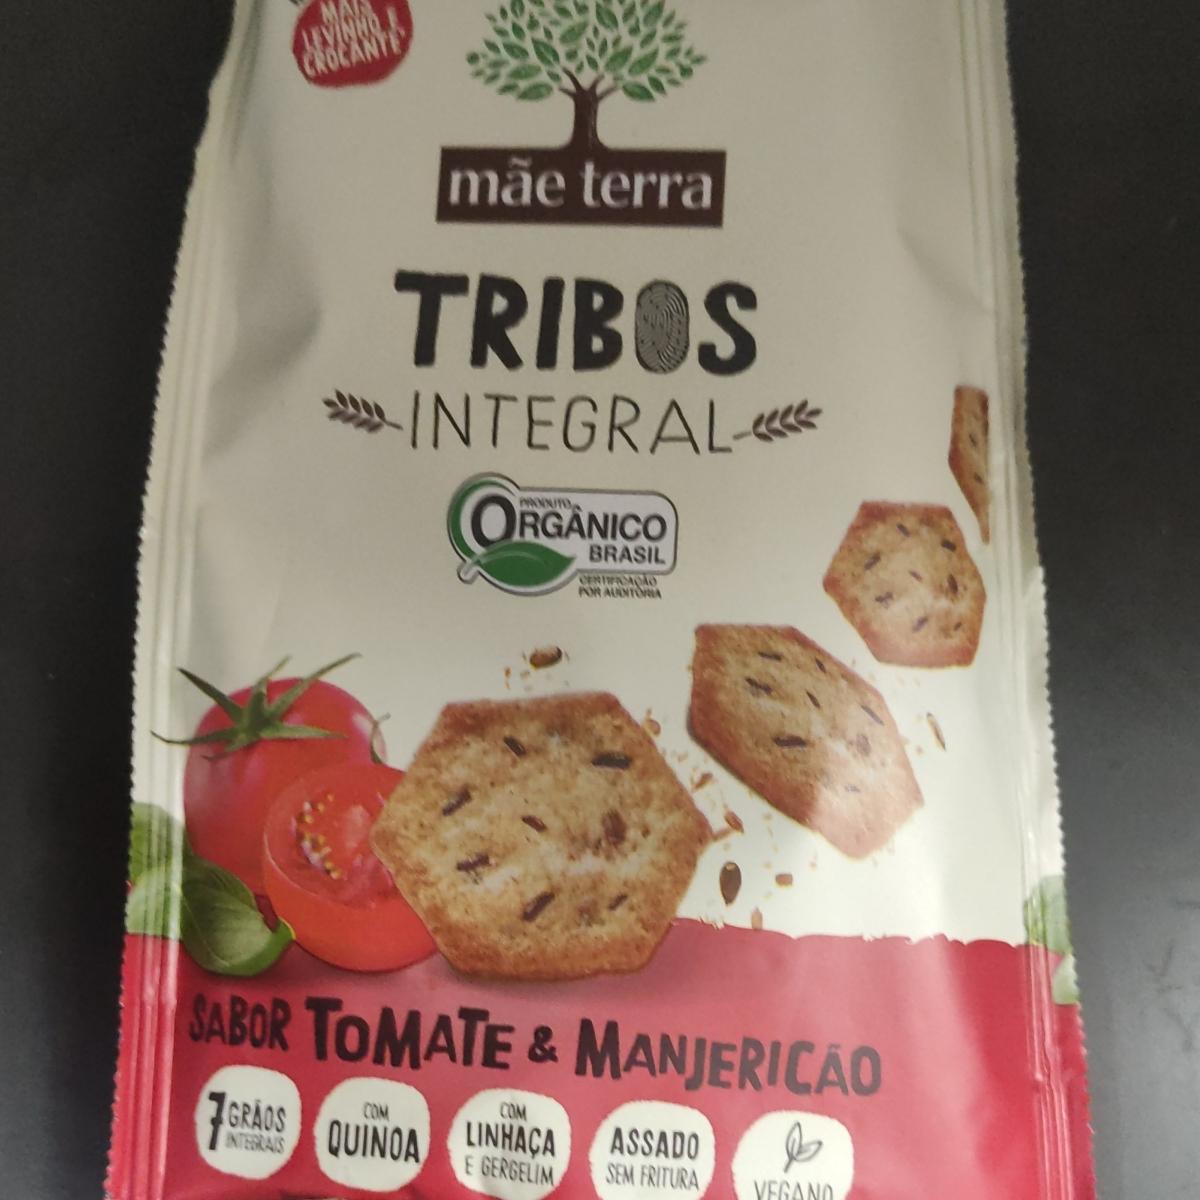 MAIS
LEVINHO E
CROCANTE
mãe terra
TRIBOS
INTEGRAL
PRODUTO
ORGÂNICO
BRASIL
CERTIFICAÇÃO
POR AUDITORIA
SABOR TOMATE & MANJERICÃO
7 GRÃOS
INTEGRAIS
COM
QUINOA
COM
LINHAÇA
E GERGELIM
ASSADO
SEM FRITURA
VEGANO